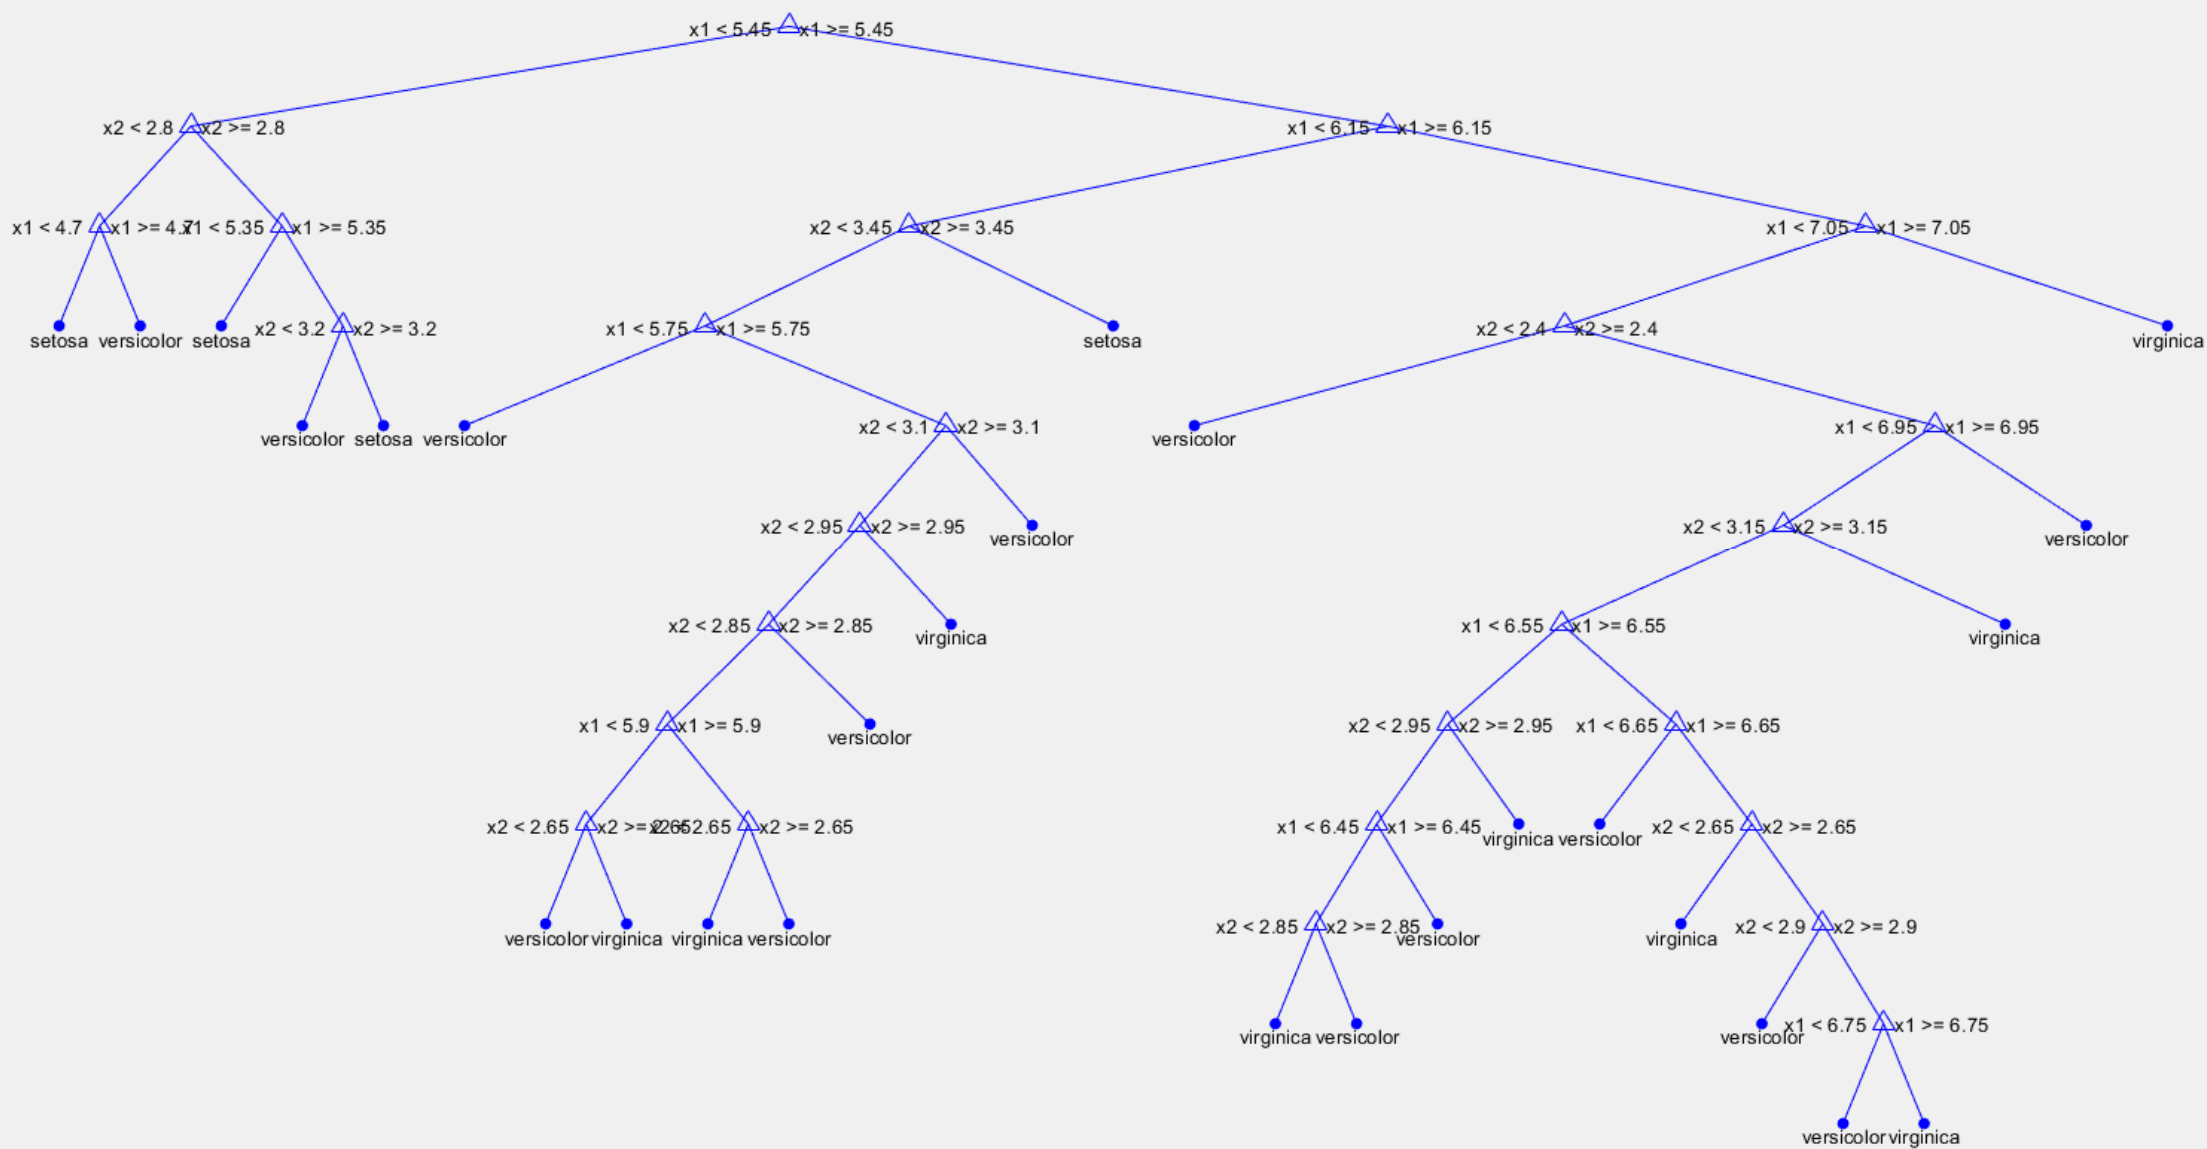 x1 < 5.45 x1 >= 5.45
x2 < 2.8 x2 >= 2.8 x1 < 6.15 x1 >= 6.15
x1 < 4.7 x1 >= 4.7 x1 < 5.35 x1 >= 5.35 x2 < 3.45 x2 >= 3.45 x1 < 7.05 x1 >= 7.05
setosa versicolor setosa x2 < 3.2 x2 >= 3.2 x1 < 5.75 x1 >= 5.75 setosa x2 < 2.4 x2 >= 2.4 virginica
versicolor setosa versicolor x2 < 3.1 x2 >= 3.1 versicolor x1 < 6.95 x1 >= 6.95
x2 < 2.95 x2 >= 2.95 versicolor x2 < 3.15 x2 >= 3.15 versicolor
x2 < 2.85 x2 >= 2.85 virginica x1 < 6.55 x1 >= 6.55 virginica
x1 < 5.9 x1 >= 5.9 versicolor x2 < 2.95 x2 >= 2.95 x1 < 6.65 x1 >= 6.65
x2 < 2.65 x2 >= 2.65 x2 < 2.65 x2 >= 2.65 x1 < 6.45 x1 >= 6.45 virginica versicolor x2 < 2.65 x2 >= 2.65
versicolor virginica virginica versicolor x2 < 2.85 x2 >= 2.85 versicolor virginica x2 < 2.9 x2 >= 2.9
virginica versicolor versicolor x1 < 6.75 x1 >= 6.75
versicolor virginica